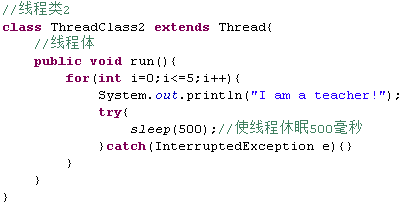 //线程类2
class ThreadClass2 extends Thread{
    //线程体
    public void run(){
        for(int i=0;i<=5;i++){
            System.out.println("I am a teacher!");
            try{
                sleep(500);//使线程休眠500毫秒
            }catch(InterruptedException e){}
        }
    }
}